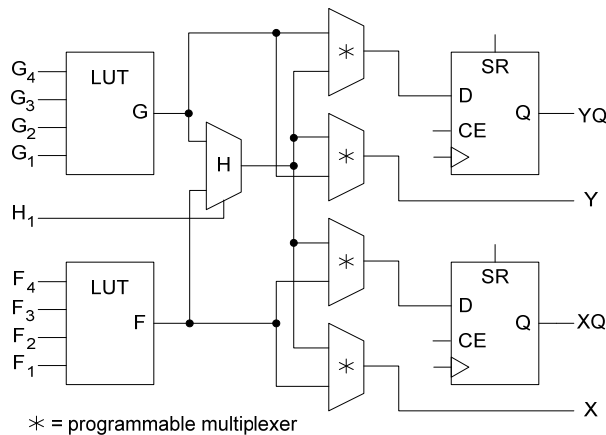 G4
G3
G2
G1
LUT
G
H1
H
F4
F3
F2
F1
LUT
F
*
*
*
*
SR
D
CE
Q
YQ
Y
SR
D
CE
Q
XQ
X
* = programmable multiplexer